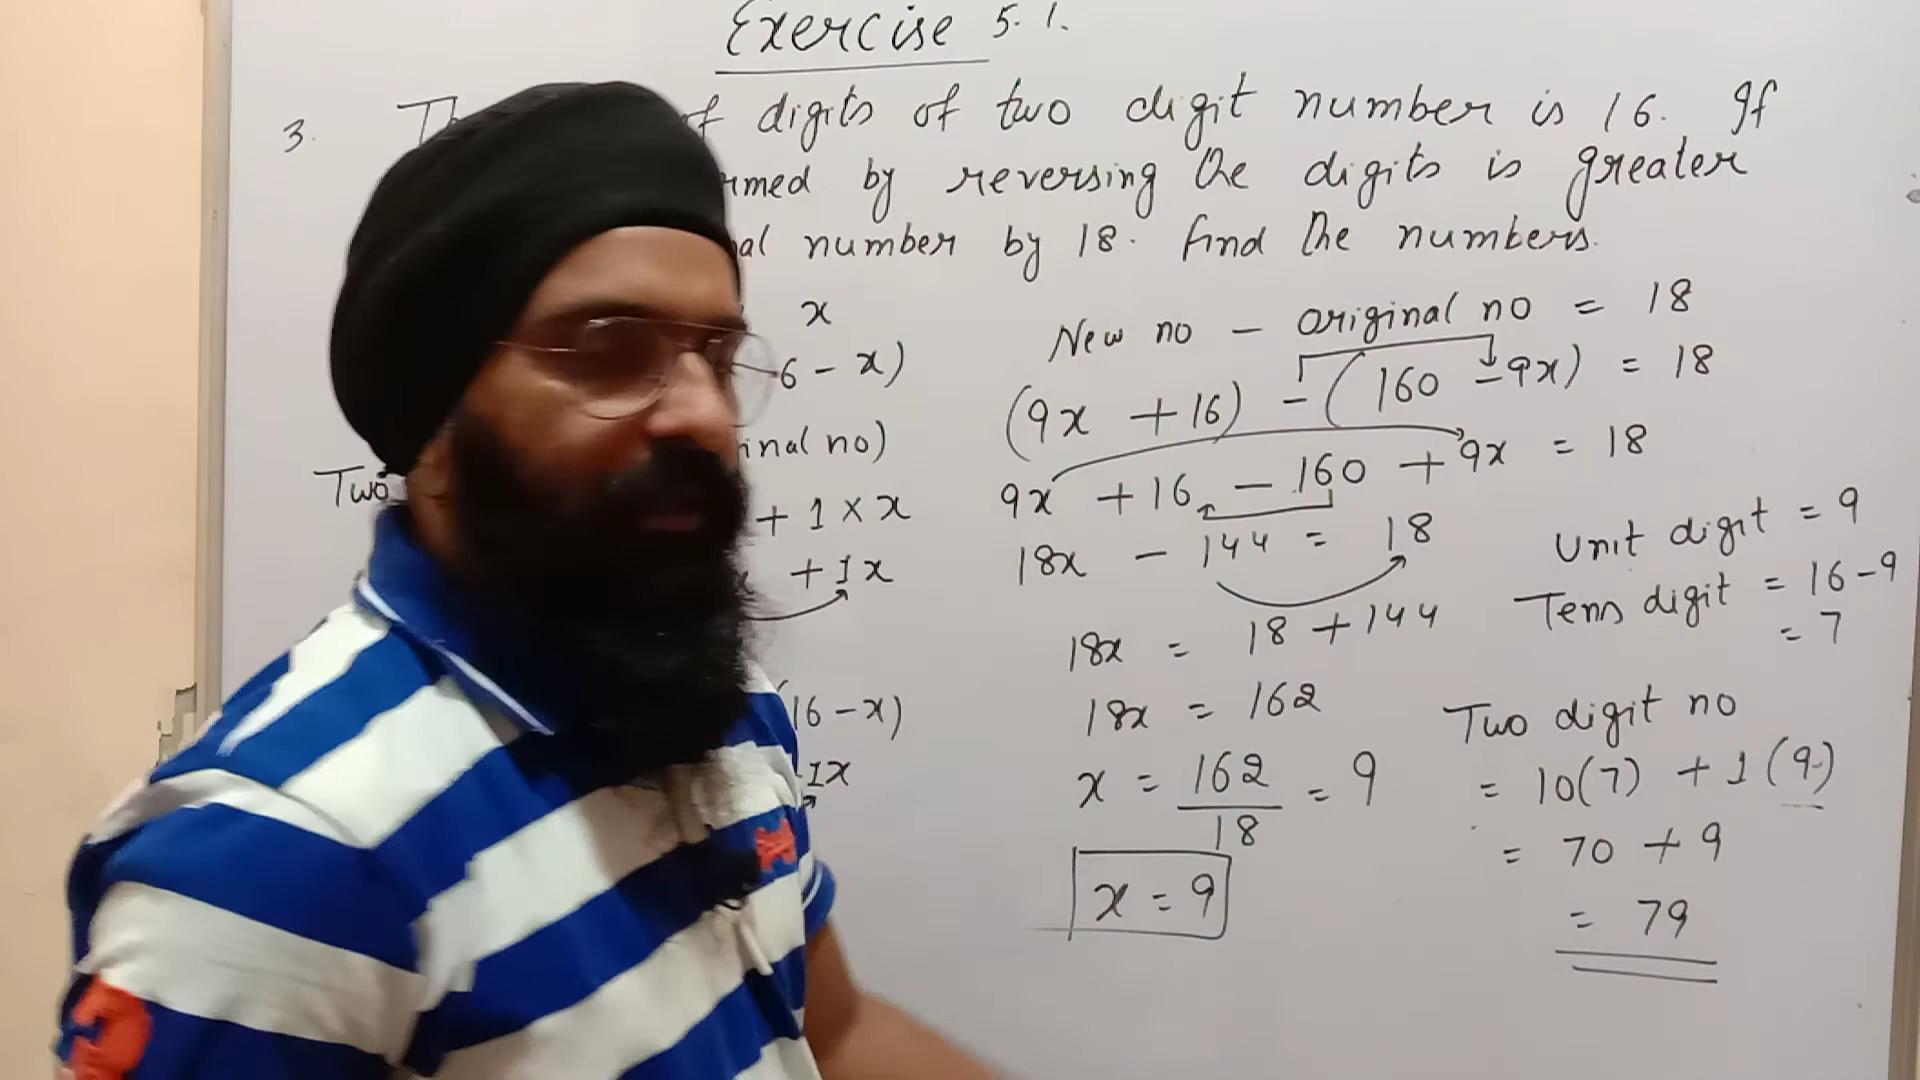 Exercise 5.1.
3. digits of two digit number is 16. If
by reversing the digits is greater
number by 18. find the numbers.
x
6 - x)
no)
Two
+ 1 × x
+ 1x
16 - x)
1x
New no - original no = 18
(9x + 16) - (160 - 9x) = 18
9x + 16 - 160 + 9x = 18
18x - 144 = 18
18x = 18 + 144
18x = 162
x = 162/18 = 9
x = 9
Unit digit = 9
Tens digit = 16 - 9
= 7
Two digit no
= 10(7) + 1(9)
= 70 + 9
= 79